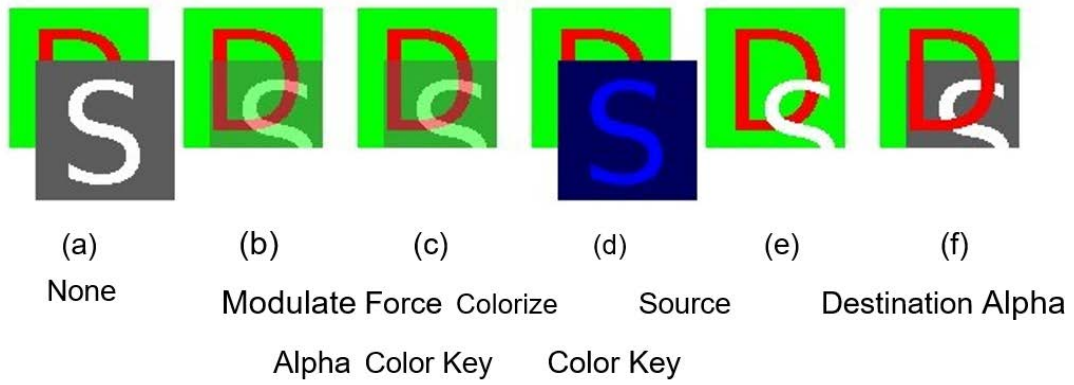 D D D D D D
S S S S S S
(a) (b) (c) (d) (e) (f)
None
Modulate Force Colorize Source Destination Alpha
Alpha Color Key Color Key